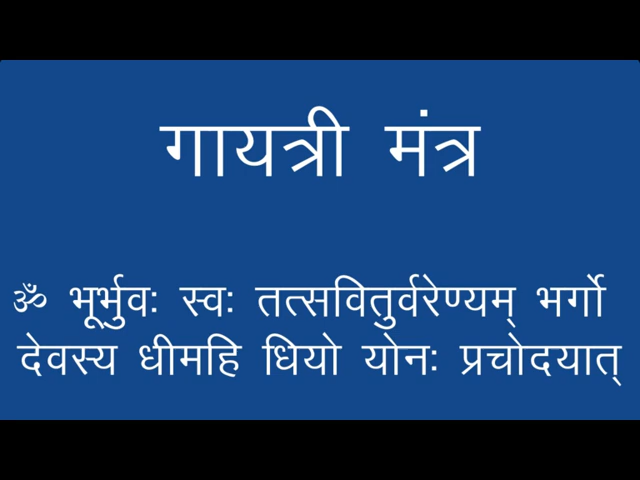 गायत्री मंत्र
ॐ भूर्भुवः स्वः तत्सवितुर्वरेण्यम् भर्गो
देवस्य धीमहि धियो योनः प्रचोदयात्